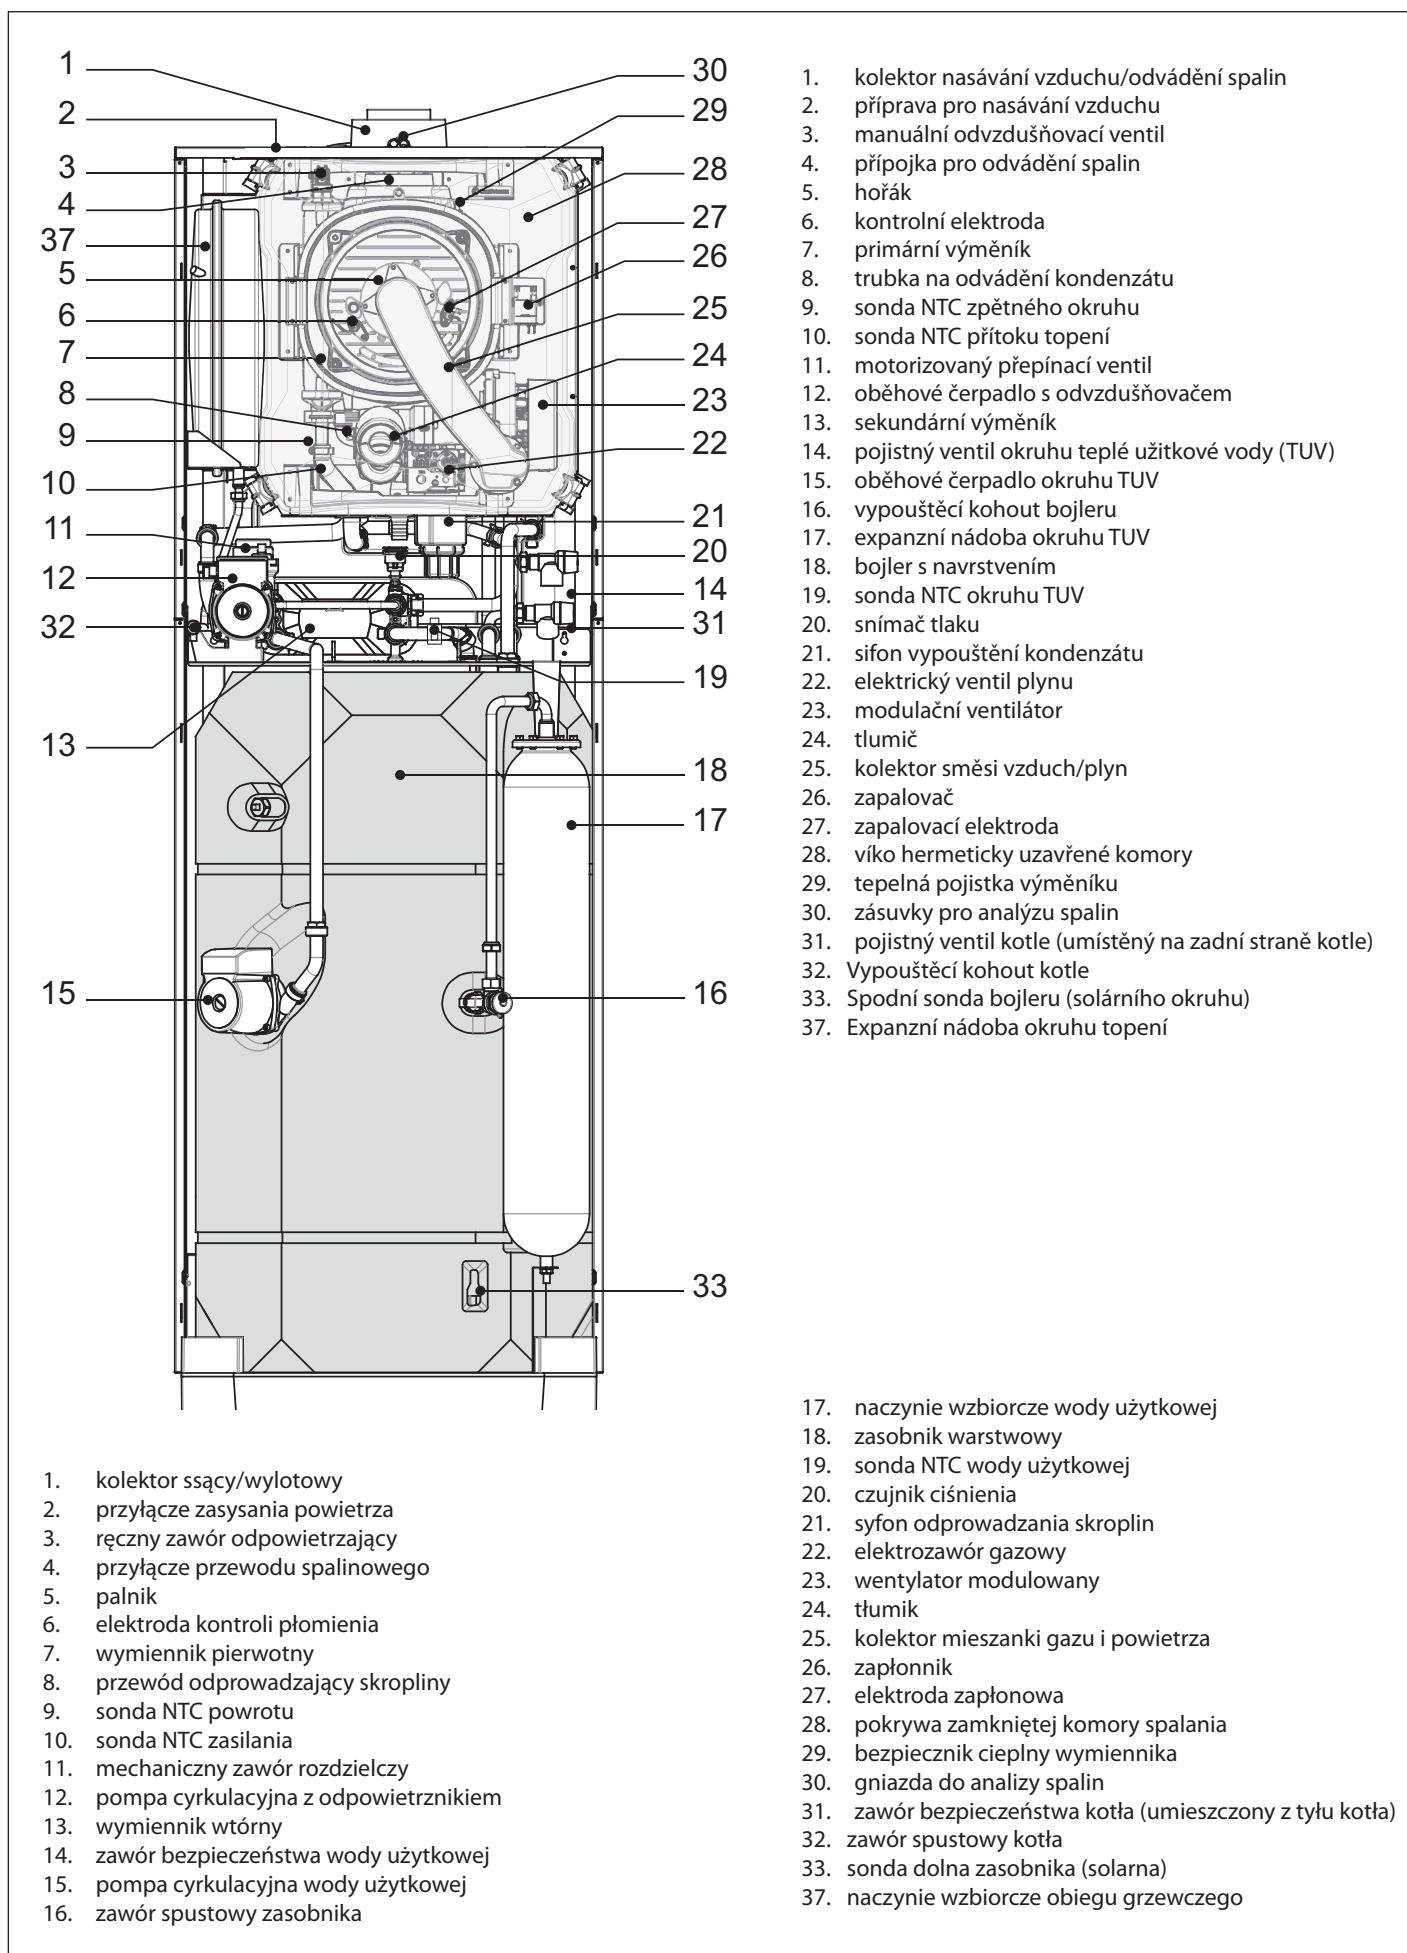 1
2
3
4
37
5
6
7
8
9
10
11
12
32
13
15
30
29
28
27
26
25
24
23
22
21
20
14
31
19
18
17
16
33
1. kolektor nasávání vzduchu/odvádění spalin
2. příprava pro nasávání vzduchu
3. manuální odvzdušňovací ventil
4. přípojka pro odvádění spalin
5. hořák
6. kontrolní elektroda
7. primární výměník
8. trubka na odvádění kondenzátu
9. sonda NTC zpětného okruhu
10. sonda NTC přítoku topení
11. motorizovaný přepínací ventil
12. oběhové čerpadlo s odvzdušňovačem
13. sekundární výměník
14. pojistný ventil okruhu teplé užitkové vody (TUV)
15. oběhové čerpadlo okruhu TUV
16. vypouštěcí kohout bojleru
17. expanzní nádoba okruhu TUV
18. bojler s navrstvením
19. sonda NTC okruhu TUV
20. snímač tlaku
21. sifon vypouštění kondenzátu
22. elektrický ventil plynu
23. modulační ventilátor
24. tlumič
25. kolektor směsi vzduch/plyn
26. zapalovač
27. zapalovací elektroda
28. víko hermeticky uzavřené komory
29. tepelná pojistka výměníku
30. zásuvky pro analýzu spalin
31. pojistný ventil kotle (umístěný na zadní straně kotle)
32. Vypouštěcí kohout kotle
33. Spodní sonda bojleru (solárního okruhu)
37. Expanzní nádoba okruhu topení
1. kolektor ssący/wylotowy
2. przyłącze zasysania powietrza
3. ręczny zawór odpowietrzający
4. przyłącze przewodu spalinowego
5. palnik
6. elektroda kontroli płomienia
7. wymiennik pierwotny
8. przewód odprowadzający skropliny
9. sonda NTC powrotu
10. sonda NTC zasilania
11. mechaniczny zawór rozdzielczy
12. pompa cyrkulacyjna z odpowietrznikiem
13. wymiennik wtórny
14. zawór bezpieczeństwa wody użytkowej
15. pompa cyrkulacyjna wody użytkowej
16. zawór spustowy zasobnika
17. naczynie wzbiorcze wody użytkowej
18. zasobnik warstwowy
19. sonda NTC wody użytkowej
20. czujnik ciśnienia
21. syfon odprowadzania skroplin
22. elektrozawór gazowy
23. wentylator modulowany
24. tłumik
25. kolektor mieszanki gazu i powietrza
26. zapłonnik
27. elektroda zapłonowa
28. pokrywa zamkniętej komory spalania
29. bezpiecznik cieplny wymiennika
30. gniazda do analizy spalin
31. zawór bezpieczeństwa kotła (umieszczony z tyłu kotła)
32. zawór spustowy kotła
33. sonda dolna zasobnika (solarna)
37. naczynie wzbiorcze obiegu grzewczego